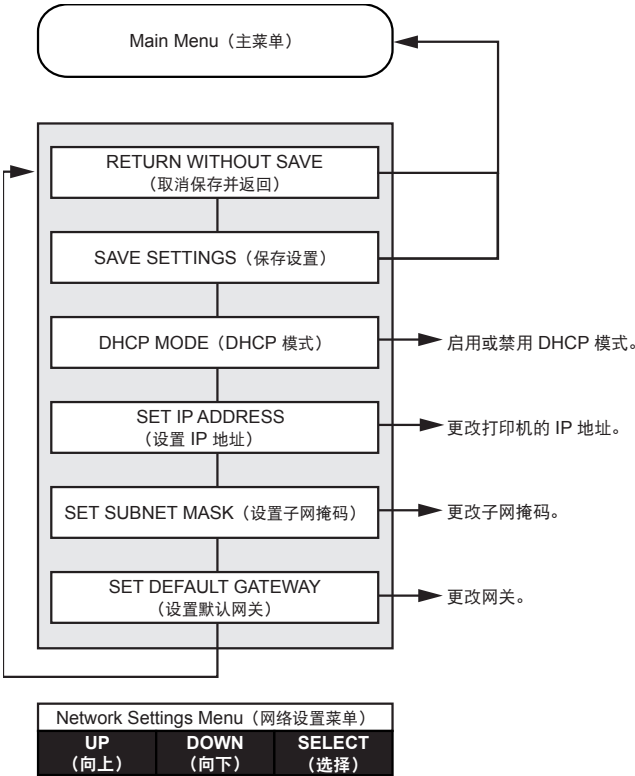 Main Menu（主菜单）
RETURN WITHOUT SAVE
（取消保存并返回）
SAVE SETTINGS（保存设置）
DHCP MODE（DHCP 模式）
启用或禁用 DHCP 模式。
SET IP ADDRESS
（设置 IP 地址）
更改打印机的 IP 地址。
SET SUBNET MASK（设置子网掩码）
更改子网掩码。
SET DEFAULT GATEWAY
（设置默认网关）
更改网关。
Network Settings Menu（网络设置菜单）
UP
（向上）
DOWN
（向下）
SELECT
（选择）